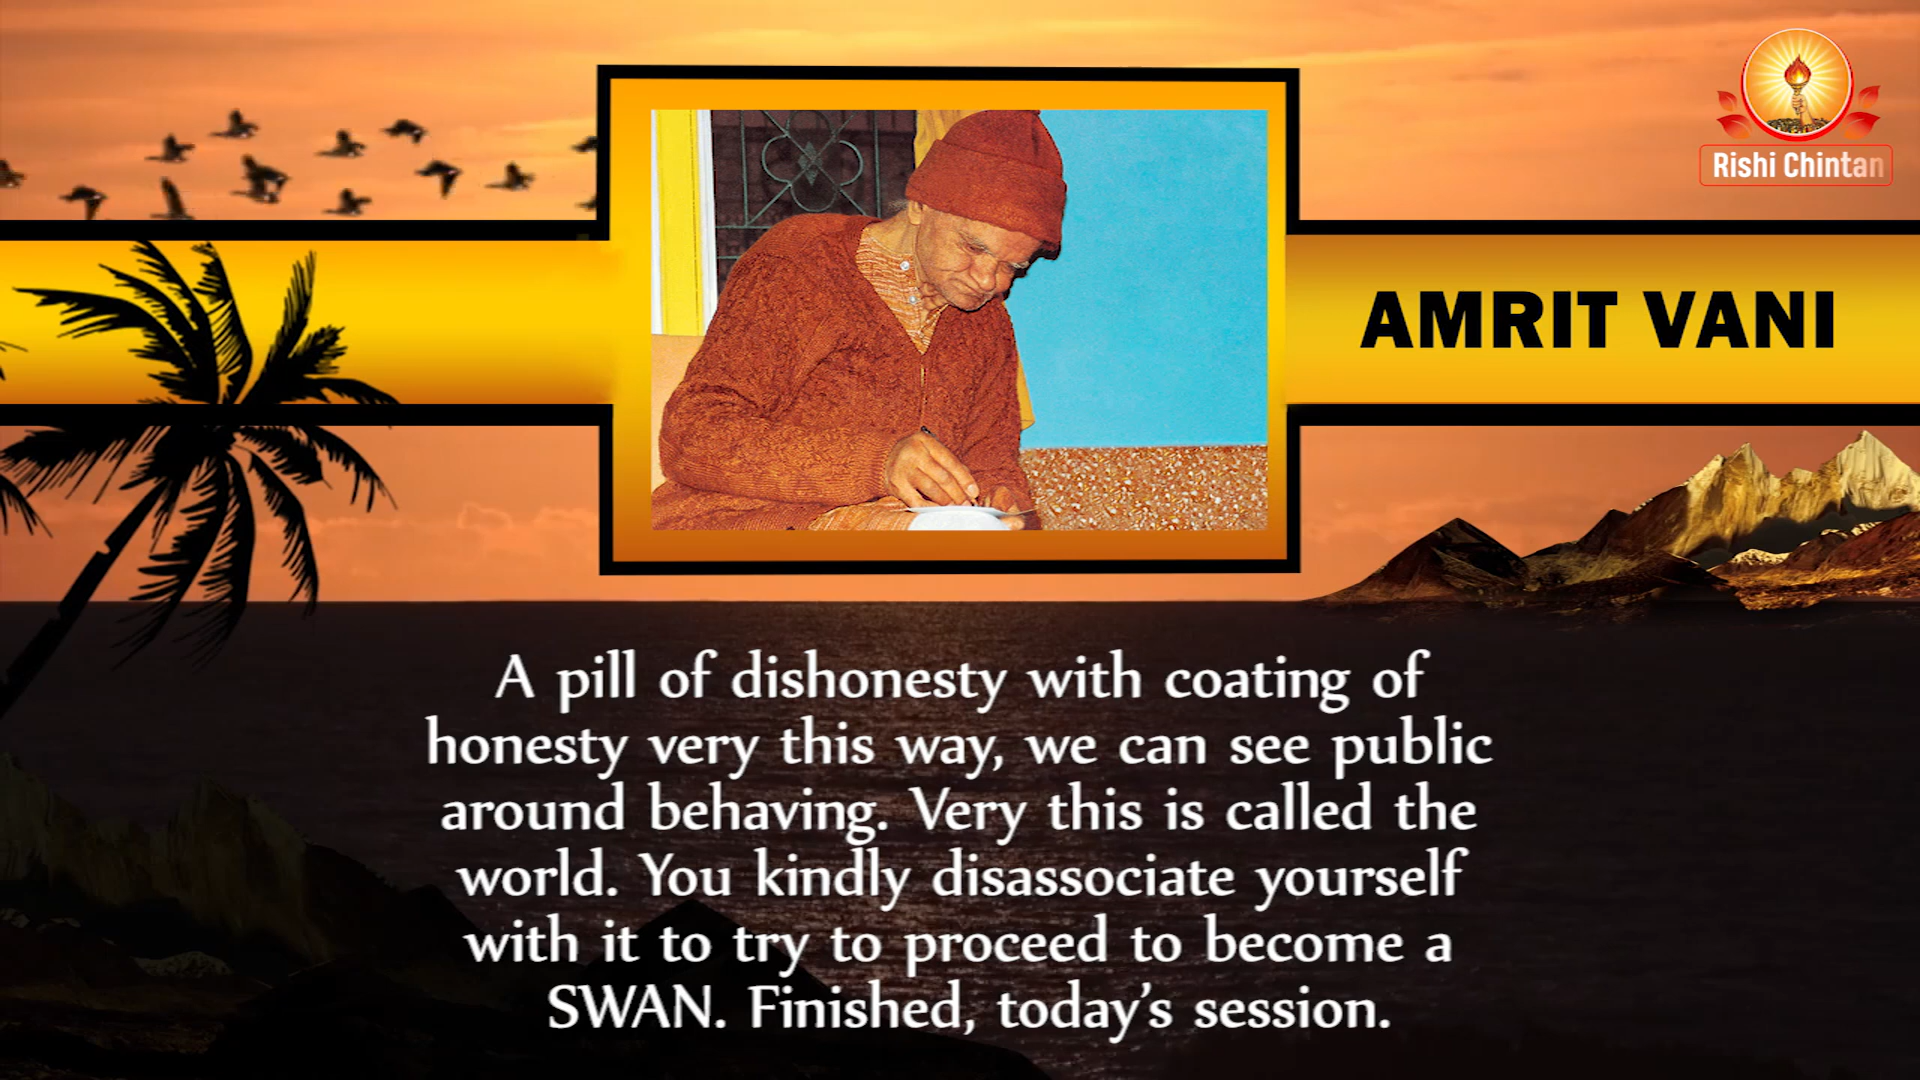 Rishi Chintan
AMRIT VANI
A pill of dishonesty with coating of
honesty very this way, we can see public
around behaving. Very this is called the
world. You kindly disassociate yourself
with it to try to proceed to become a
SWAN. Finished, today's session.